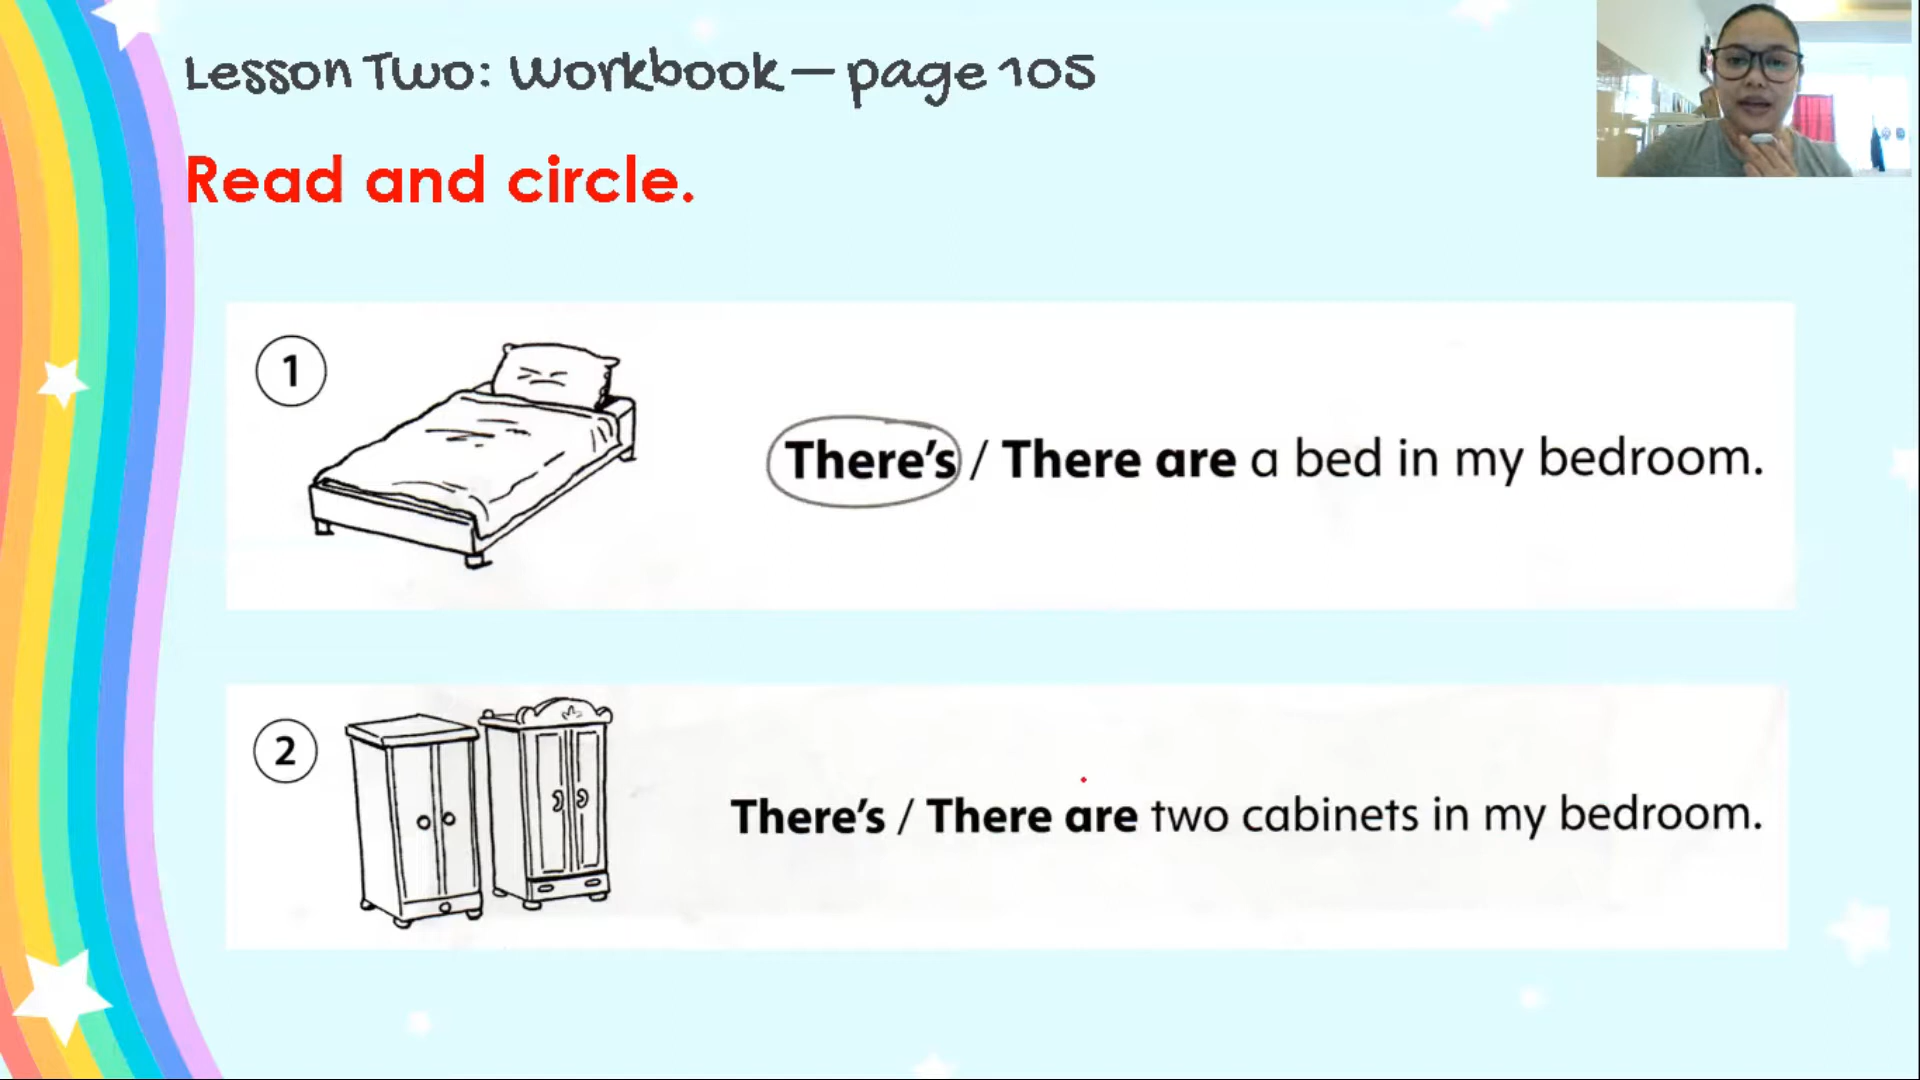 Lesson Two: Workbook – page 105
Read and circle.
1
There's / There are a bed in my bedroom.
2
There's / There are two cabinets in my bedroom.